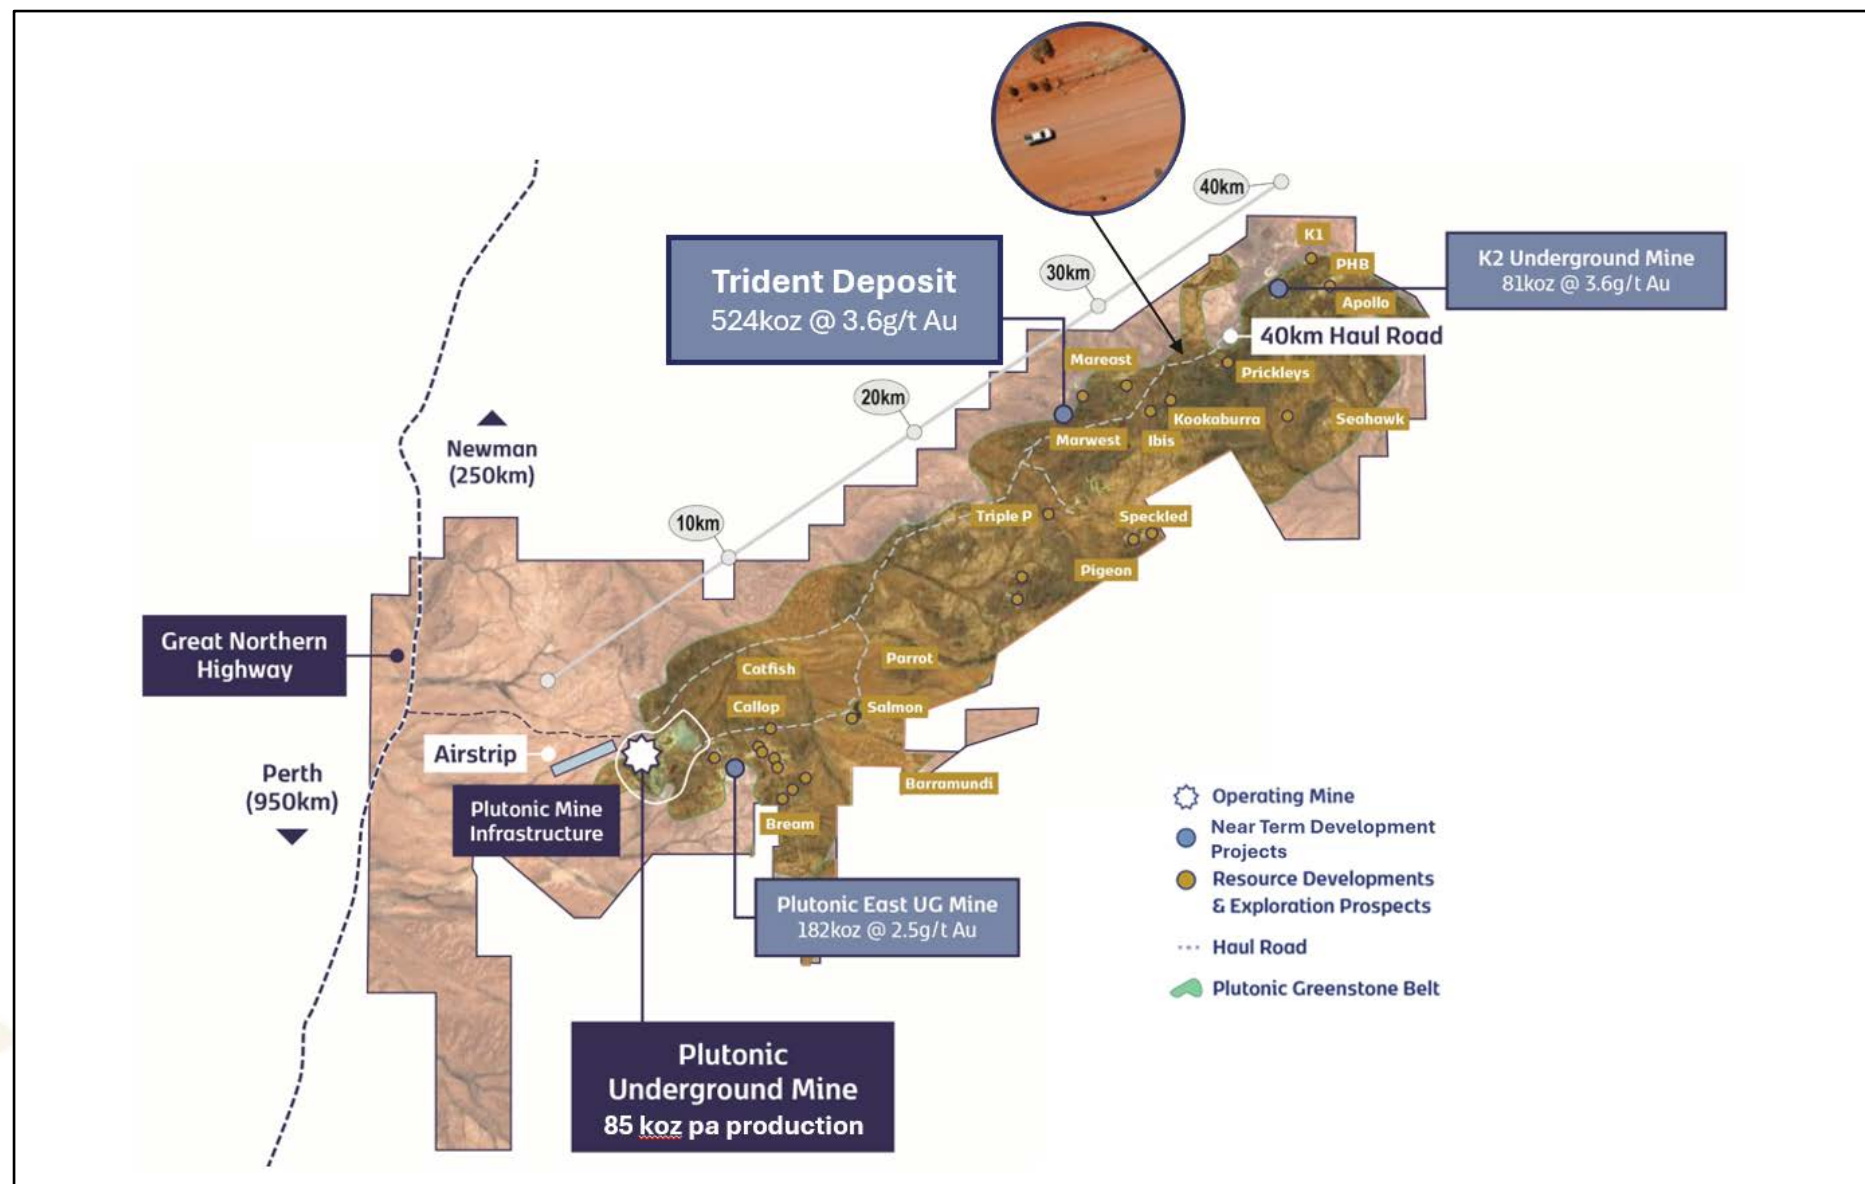 40km
K1
PHB
Apollo
K2 Underground Mine
81koz @ 3.6g/t Au
30km
Trident Deposit
524koz @ 3.6g/t Au
40km Haul Road
Mareast
Prickleys
20km
Kookaburra
Seahawk
Marwest
Ibis
Newman
(250km)
10km
Triple P
Speckled
Pigeon
Great Northern
Highway
Catfish
Parrot
Callop
Salmon
Airstrip
Perth
(950km)
Barramundi
Plutonic Mine
Infrastructure
Bream
Plutonic East UG Mine
182koz @ 2.5g/t Au
Plutonic
Underground Mine
85 koz pa production
Operating Mine
Near Term Development
Projects
Resource Developments
& Exploration Prospects
Haul Road
Plutonic Greenstone Belt